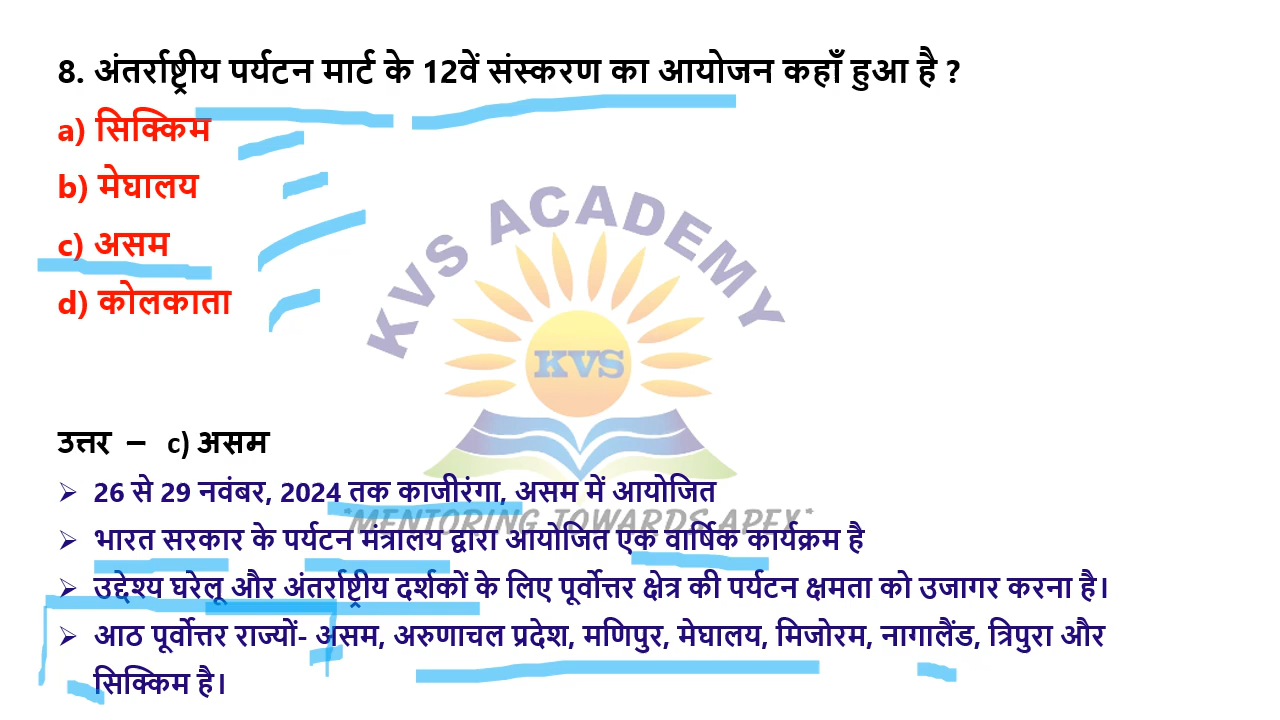 8. अंतर्राष्ट्रीय पर्यटन मार्ट के 12वें संस्करण का आयोजन कहाँ हुआ है ?
a) सिक्किम
b) मेघालय
c) असम
d) कोलकाता
KVS ACADEMY
KVS
उत्तर – c) असम
➢ 26 से 29 नवंबर, 2024 तक काजीरंगा, असम में आयोजित
"MENTORING TOWARDS APEX"
➢ भारत सरकार के पर्यटन मंत्रालय द्वारा आयोजित एक वार्षिक कार्यक्रम है
➢ उद्देश्य घरेलू और अंतर्राष्ट्रीय दर्शकों के लिए पूर्वोत्तर क्षेत्र की पर्यटन क्षमता को उजागर करना है।
➢ आठ पूर्वोत्तर राज्यों- असम, अरुणाचल प्रदेश, मणिपुर, मेघालय, मिजोरम, नागालैंड, त्रिपुरा और
सिक्किम है।